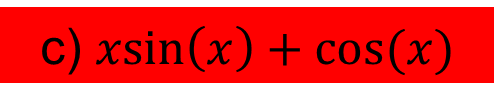 c) 𝑥sin(𝑥) + cos(𝑥)